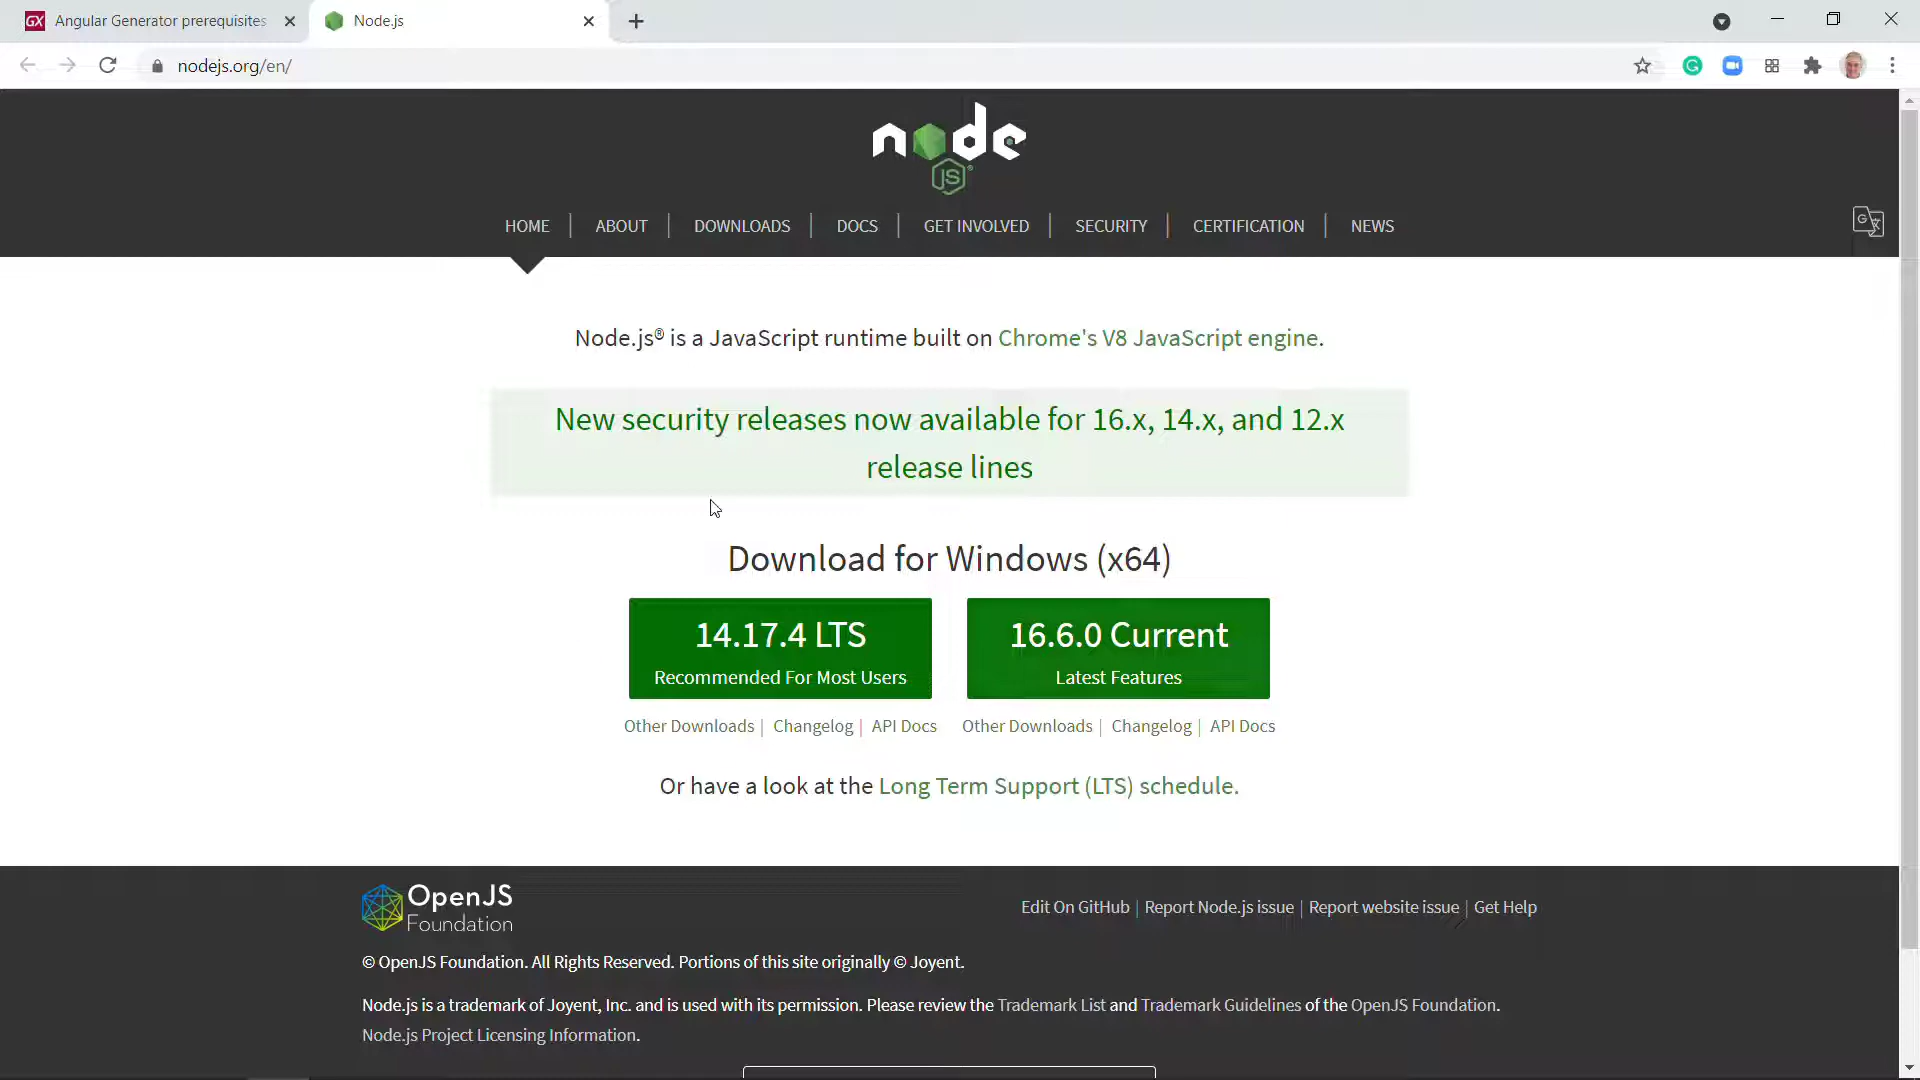 GX Angular Generator prerequisites
Node.js
nodejs.org/en/
node
JS
HOME | ABOUT | DOWNLOADS | DOCS | GET INVOLVED | SECURITY | CERTIFICATION | NEWS
Node.js® is a JavaScript runtime built on Chrome's V8 JavaScript engine.
New security releases now available for 16.x, 14.x, and 12.x
release lines
Download for Windows (x64)
14.17.4 LTS
Recommended For Most Users
16.6.0 Current
Latest Features
Other Downloads | Changelog | API Docs
Other Downloads | Changelog | API Docs
Or have a look at the Long Term Support (LTS) schedule.
OpenJS
Foundation
Edit On GitHub | Report Node.js issue | Report website issue | Get Help
© OpenJS Foundation. All Rights Reserved. Portions of this site originally © Joyent.
Node.js is a trademark of Joyent, Inc. and is used with its permission. Please review the Trademark List and Trademark Guidelines of the OpenJS Foundation.
Node.js Project Licensing Information.